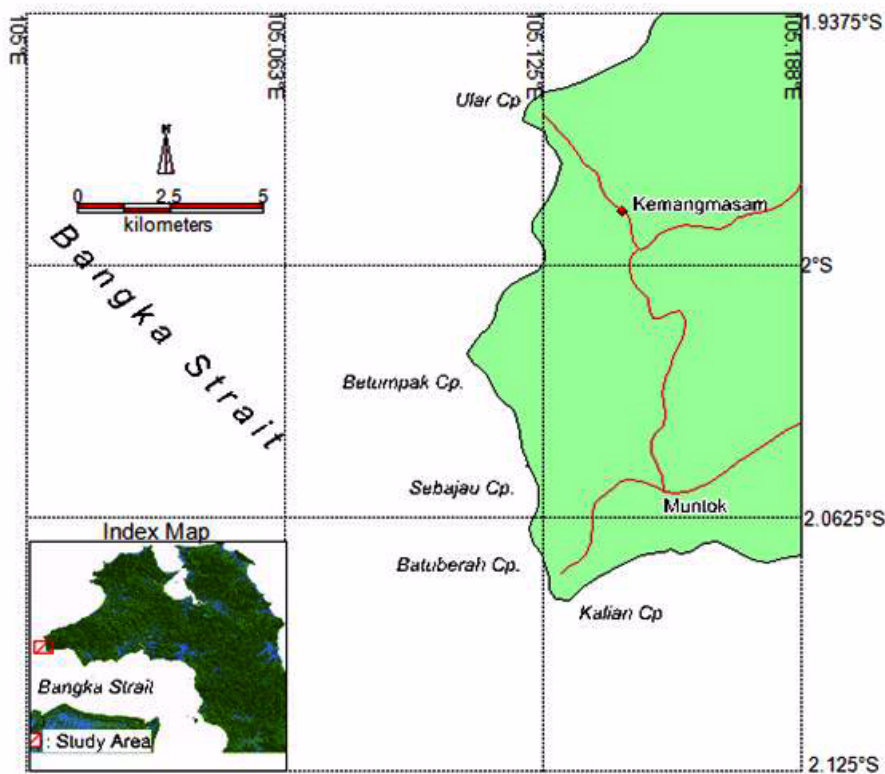 105°E
105.063°E
105.125°E
105.188°E
1.9375°S
Ular Cp
N
0 2.5 5
kilometers
Kemangmasam
Bangka Strait
2°S
Betumpak Cp.
Sebajau Cp.
Muntok
2.0625°S
Index Map
Batuberah Cp.
Kalian Cp
Bangka Strait
: Study Area
2.125°S